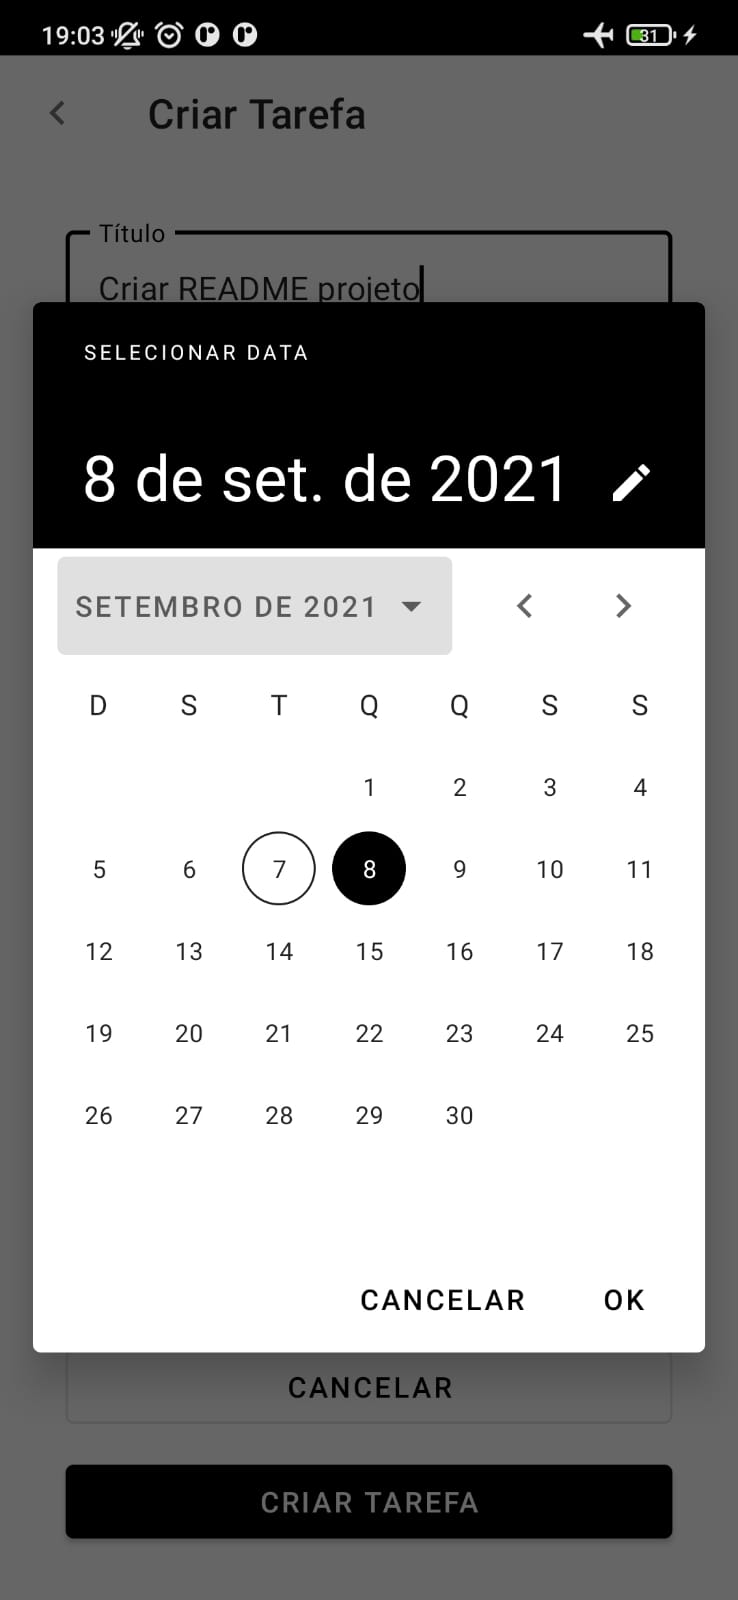 19:03 31
Criar Tarefa
Título
Criar README projeto
SELECIONAR DATA
8 de set. de 2021
SETEMBRO DE 2021
D S T Q Q S S
1 2 3 4
5 6 7 8 9 10 11
12 13 14 15 16 17 18
19 20 21 22 23 24 25
26 27 28 29 30
CANCELAR OK
CANCELAR
CRIAR TAREFA